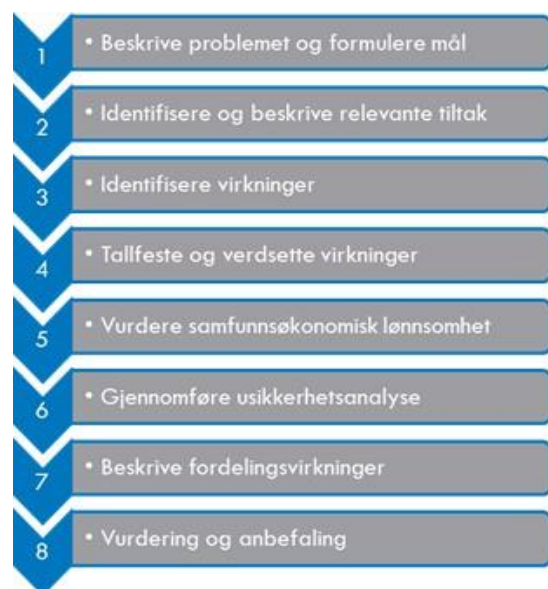 1 • Beskrive problemet og formulere mål
2 • Identifisere og beskrive relevante tiltak
3 • Identifisere virkninger
4 • Tallfeste og verdsette virkninger
5 • Vurdere samfunnsøkonomisk lønnsomhet
6 • Gjennomføre usikkerhetsanalyse
7 • Beskrive fordelingsvirkninger
8 • Vurdering og anbefaling